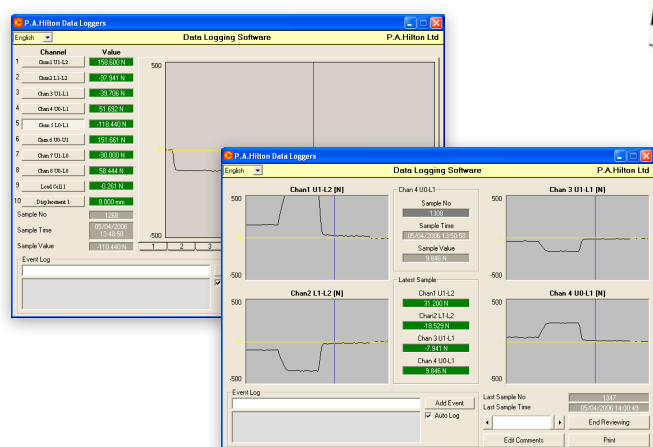 P.A.Hilton Data Loggers
English
Data Logging Software
P.A.Hilton Ltd
Channel Value
1 Chan1 U1-L2 158.600 N
2 Chan2 L1-L2 -97.941 N
3 Chan 3 U1-L1 -39.706 N
4 Chan 4 U0-L1 51.692 N
5 Chan 5 L0-L1 -118.440 N
6 Chan 6 U0-U1 151.661 N
7 Chan 7 U1-L0 -90.000 N
8 Chan 8 U0-L0 58.444 N
9 Load Cell 1 -0.261 N
10 Displacement 1 0.000 mm
Sample No 1268
Sample Time 05/04/2006
13:48:58
Sample Value -118.440 N
500
0
-500
1 2 3
Event Log
P.A.Hilton Data Loggers
English
Data Logging Software
P.A.Hilton Ltd
Chan1 U1-L2 [N]
500
0
-500
Chan 4 U0-L1
Sample No
1308
Sample Time
05/04/2006 13:50:58
Sample Value
9.846 N
Chan 3 U1-L1 [N]
500
0
-500
Chan2 L1-L2 [N]
500
0
-500
Latest Sample
Chan1 U1-L2
31.200 N
Chan2 L1-L2
-18.529 N
Chan 3 U1-L1
-7.941 N
Chan 4 U0-L1
9.846 N
Chan 4 U0-L1 [N]
500
0
-500
Event Log
Add Event
Auto Log
Last Sample No 1347
Last Sample Time 05/04/2006 14:00:49
End Reviewing
Edit Comments
Print